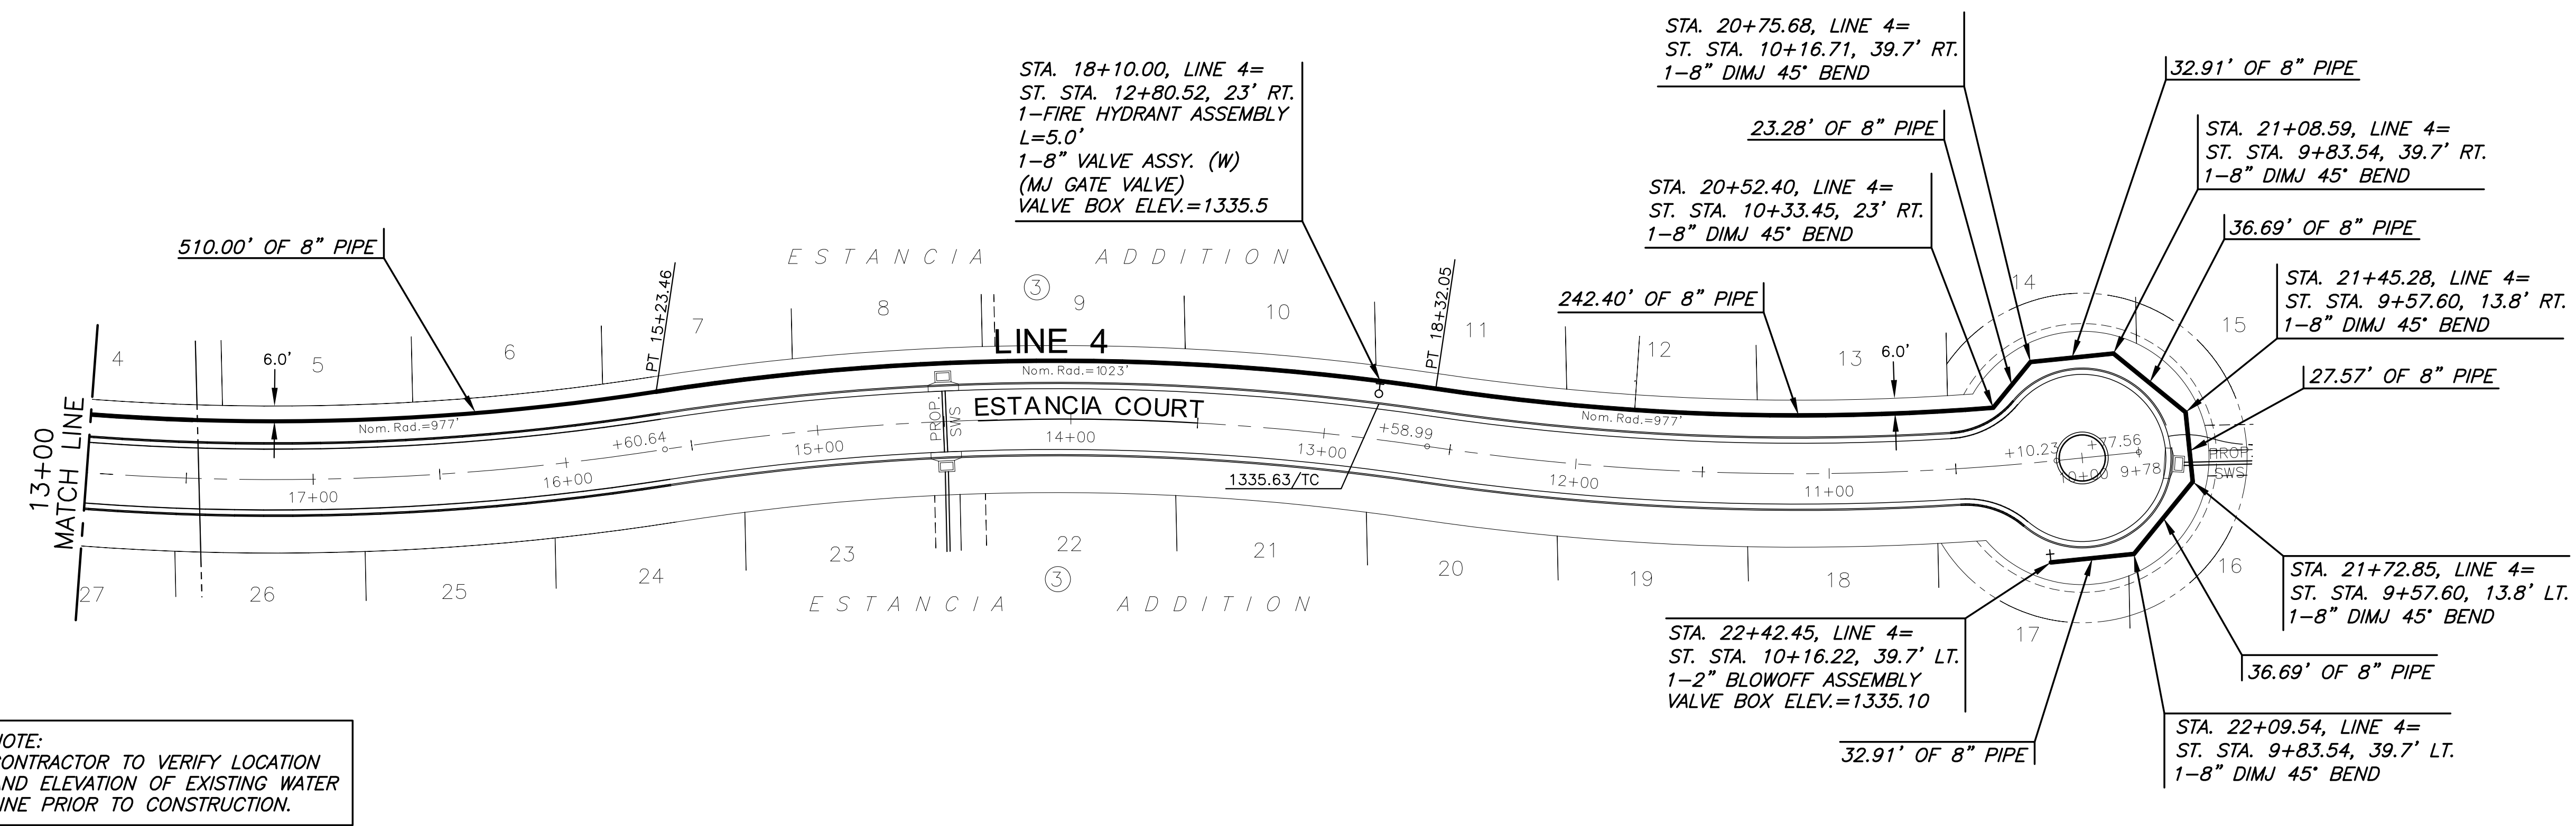 STA. 20+75.68, LINE 4=
ST. STA. 10+16.71, 39.7' RT.
1-8" DIMJ 45° BEND
STA. 18+10.00, LINE 4=
ST. STA. 12+80.52, 23' RT.
1-FIRE HYDRANT ASSEMBLY
L=5.0'
1-8" VALVE ASSY. (W)
(MJ GATE VALVE)
VALVE BOX ELEV.=1335.5
32.91' OF 8" PIPE
23.28' OF 8" PIPE
STA. 21+08.59, LINE 4=
ST. STA. 9+83.54, 39.7' RT.
1-8" DIMJ 45° BEND
STA. 20+52.40, LINE 4=
ST. STA. 10+33.45, 23' RT.
1-8" DIMJ 45° BEND
36.69' OF 8" PIPE
510.00' OF 8" PIPE
ESTANCIA ADDITION
3
STA. 21+45.28, LINE 4=
ST. STA. 9+57.60, 13.8' RT.
1-8" DIMJ 45° BEND
242.40' OF 8" PIPE
27.57' OF 8" PIPE
4
6.0'
5
6
PT 15+23.46
7
8
9
10
PT 18+32.05
11
12
13
6.0'
14
15
LINE 4
Nom. Rad.=1023'
Nom. Rad.=977'
Nom. Rad.=977'
ESTANCIA COURT
PROP.
SWS
13+00
MATCH LINE
17+00
16+00
+60.64
15+00
14+00
13+00
+58.99
12+00
11+00
+10.23
10+00
+77.56
9+78
PROP.
SWS
1335.63/TC
27
26
25
24
23
22
21
20
19
18
17
16
3
ESTANCIA ADDITION
STA. 21+72.85, LINE 4=
ST. STA. 9+57.60, 13.8' LT.
1-8" DIMJ 45° BEND
STA. 22+42.45, LINE 4=
ST. STA. 10+16.22, 39.7' LT.
1-2" BLOWOFF ASSEMBLY
VALVE BOX ELEV.=1335.10
36.69' OF 8" PIPE
32.91' OF 8" PIPE
STA. 22+09.54, LINE 4=
ST. STA. 9+83.54, 39.7' LT.
1-8" DIMJ 45° BEND
NOTE:
CONTRACTOR TO VERIFY LOCATION
AND ELEVATION OF EXISTING WATER
LINE PRIOR TO CONSTRUCTION.